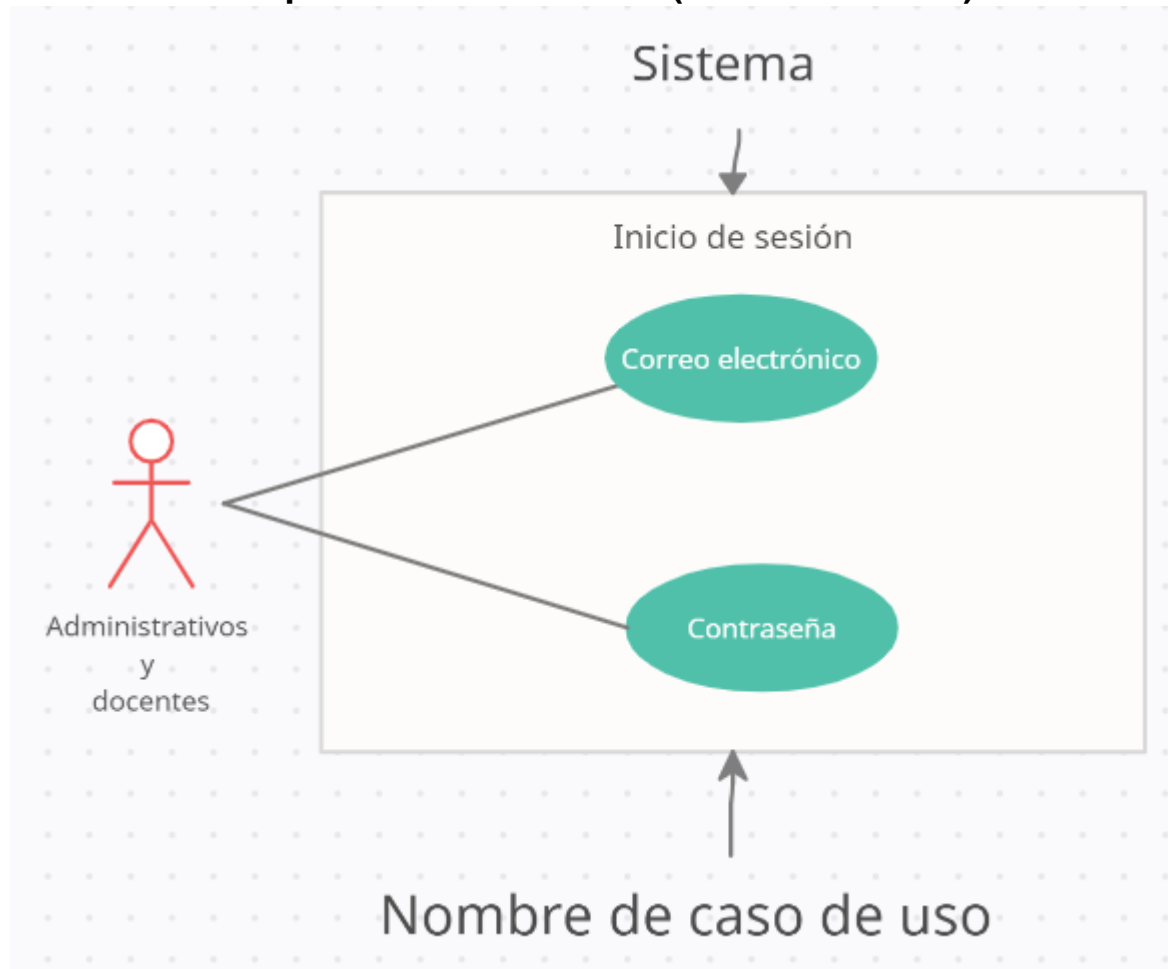 Sistema
Inicio de sesión
Correo electrónico
Contraseña
Administrativos
y
docentes
Nombre de caso de uso